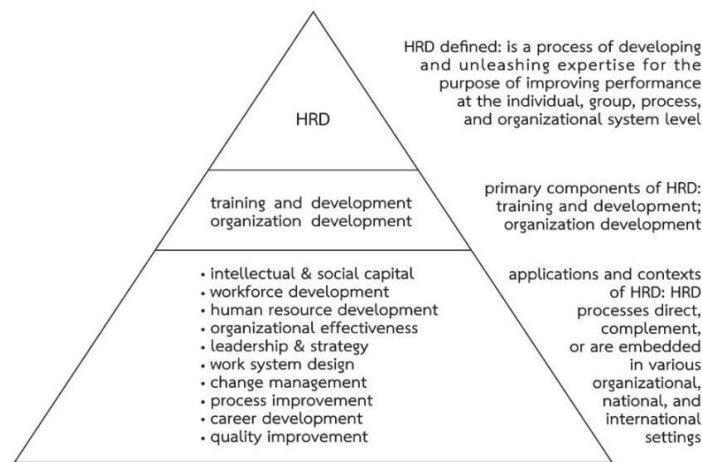 HRD defined: is a process of developing
and unleashing expertise for the
purpose of improving performance
at the individual, group, process,
and organizational system level
HRD
training and development
organization development
primary components of HRD:
training and development;
organization development
• intellectual & social capital
• workforce development
• human resource development
• organizational effectiveness
• leadership & strategy
• work system design
• change management
• process improvement
• career development
• quality improvement
applications and contexts
of HRD: HRD
processes direct,
complement,
or are embedded
in various
organizational,
national, and
international
settings